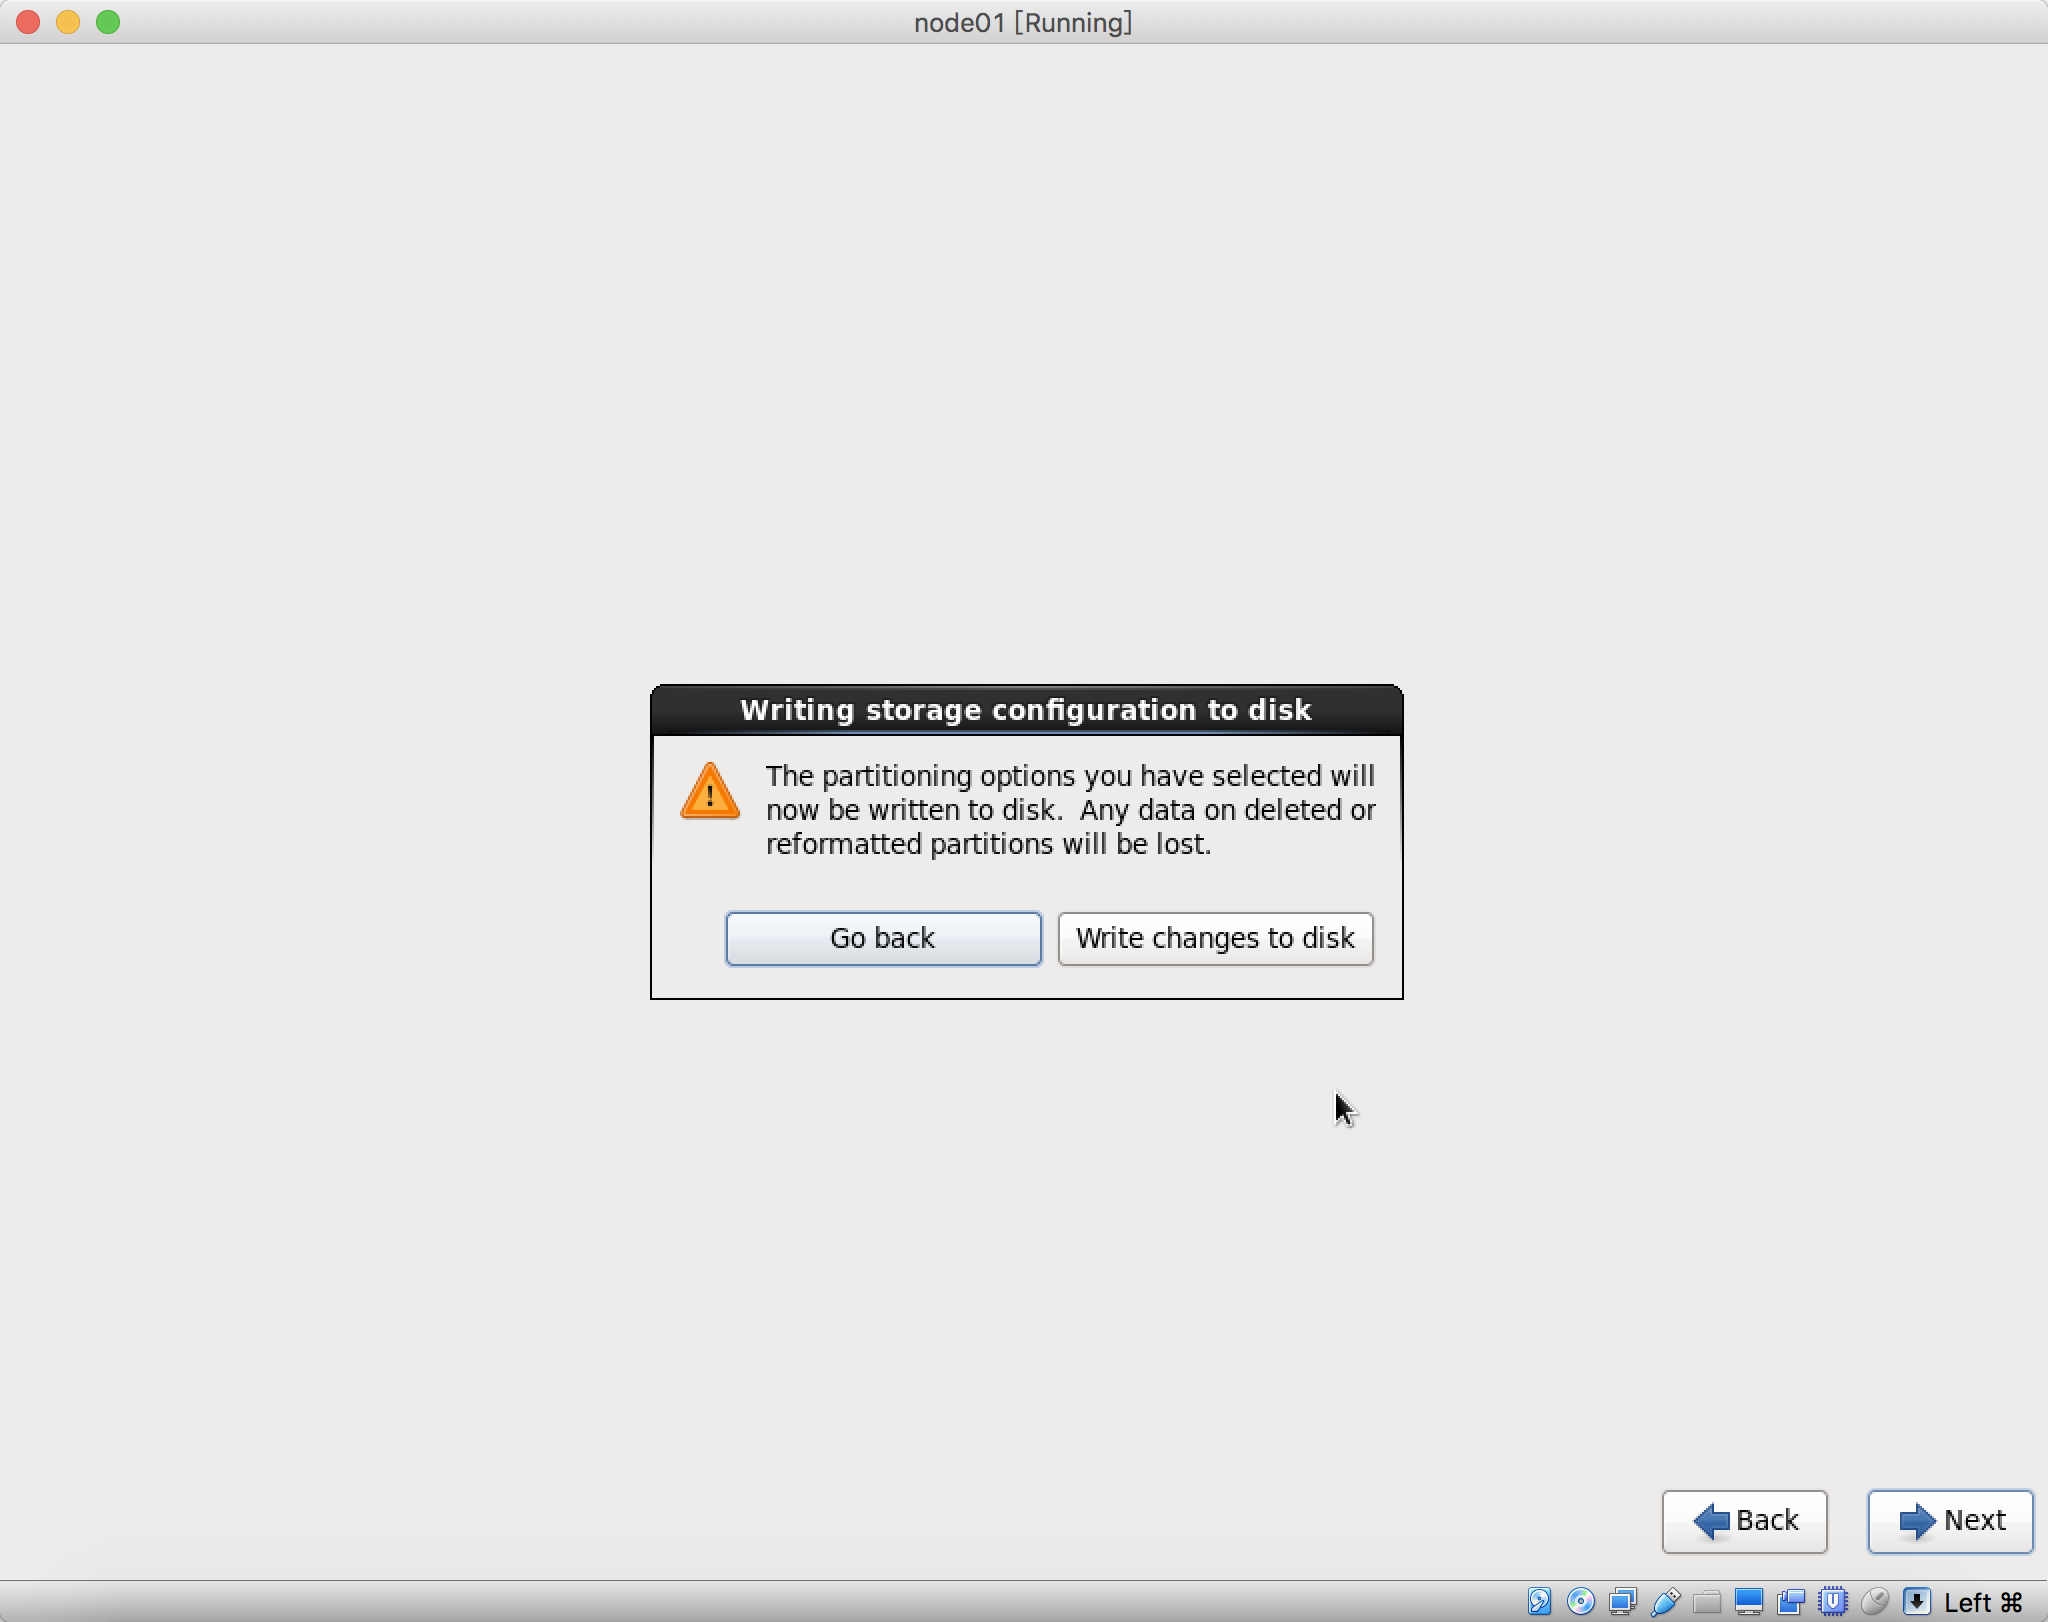 node01 [Running]
Writing storage configuration to disk
The partitioning options you have selected will
now be written to disk.  Any data on deleted or
reformatted partitions will be lost.
Go back
Write changes to disk
Back
Next
Left ⌘